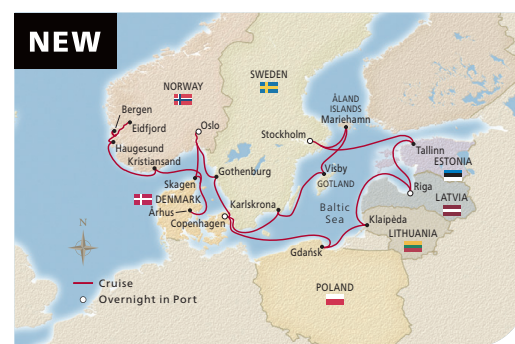 NEW
NORWAY
SWEDEN
Bergen
Eidfjord
Oslo
ÅLAND
ISLANDS
Mariehamn
Stockholm
Haugesund
Tallinn
ESTONIA
Kristiansand
Skagen
Gothenburg
Visby
GOTLAND
Riga
LATVIA
DENMARK
Århus
Karlskrona
Baltic
Sea
Copenhagen
Klaipėda
LITHUANIA
N
Gdańsk
Cruise
Overnight in Port
POLAND